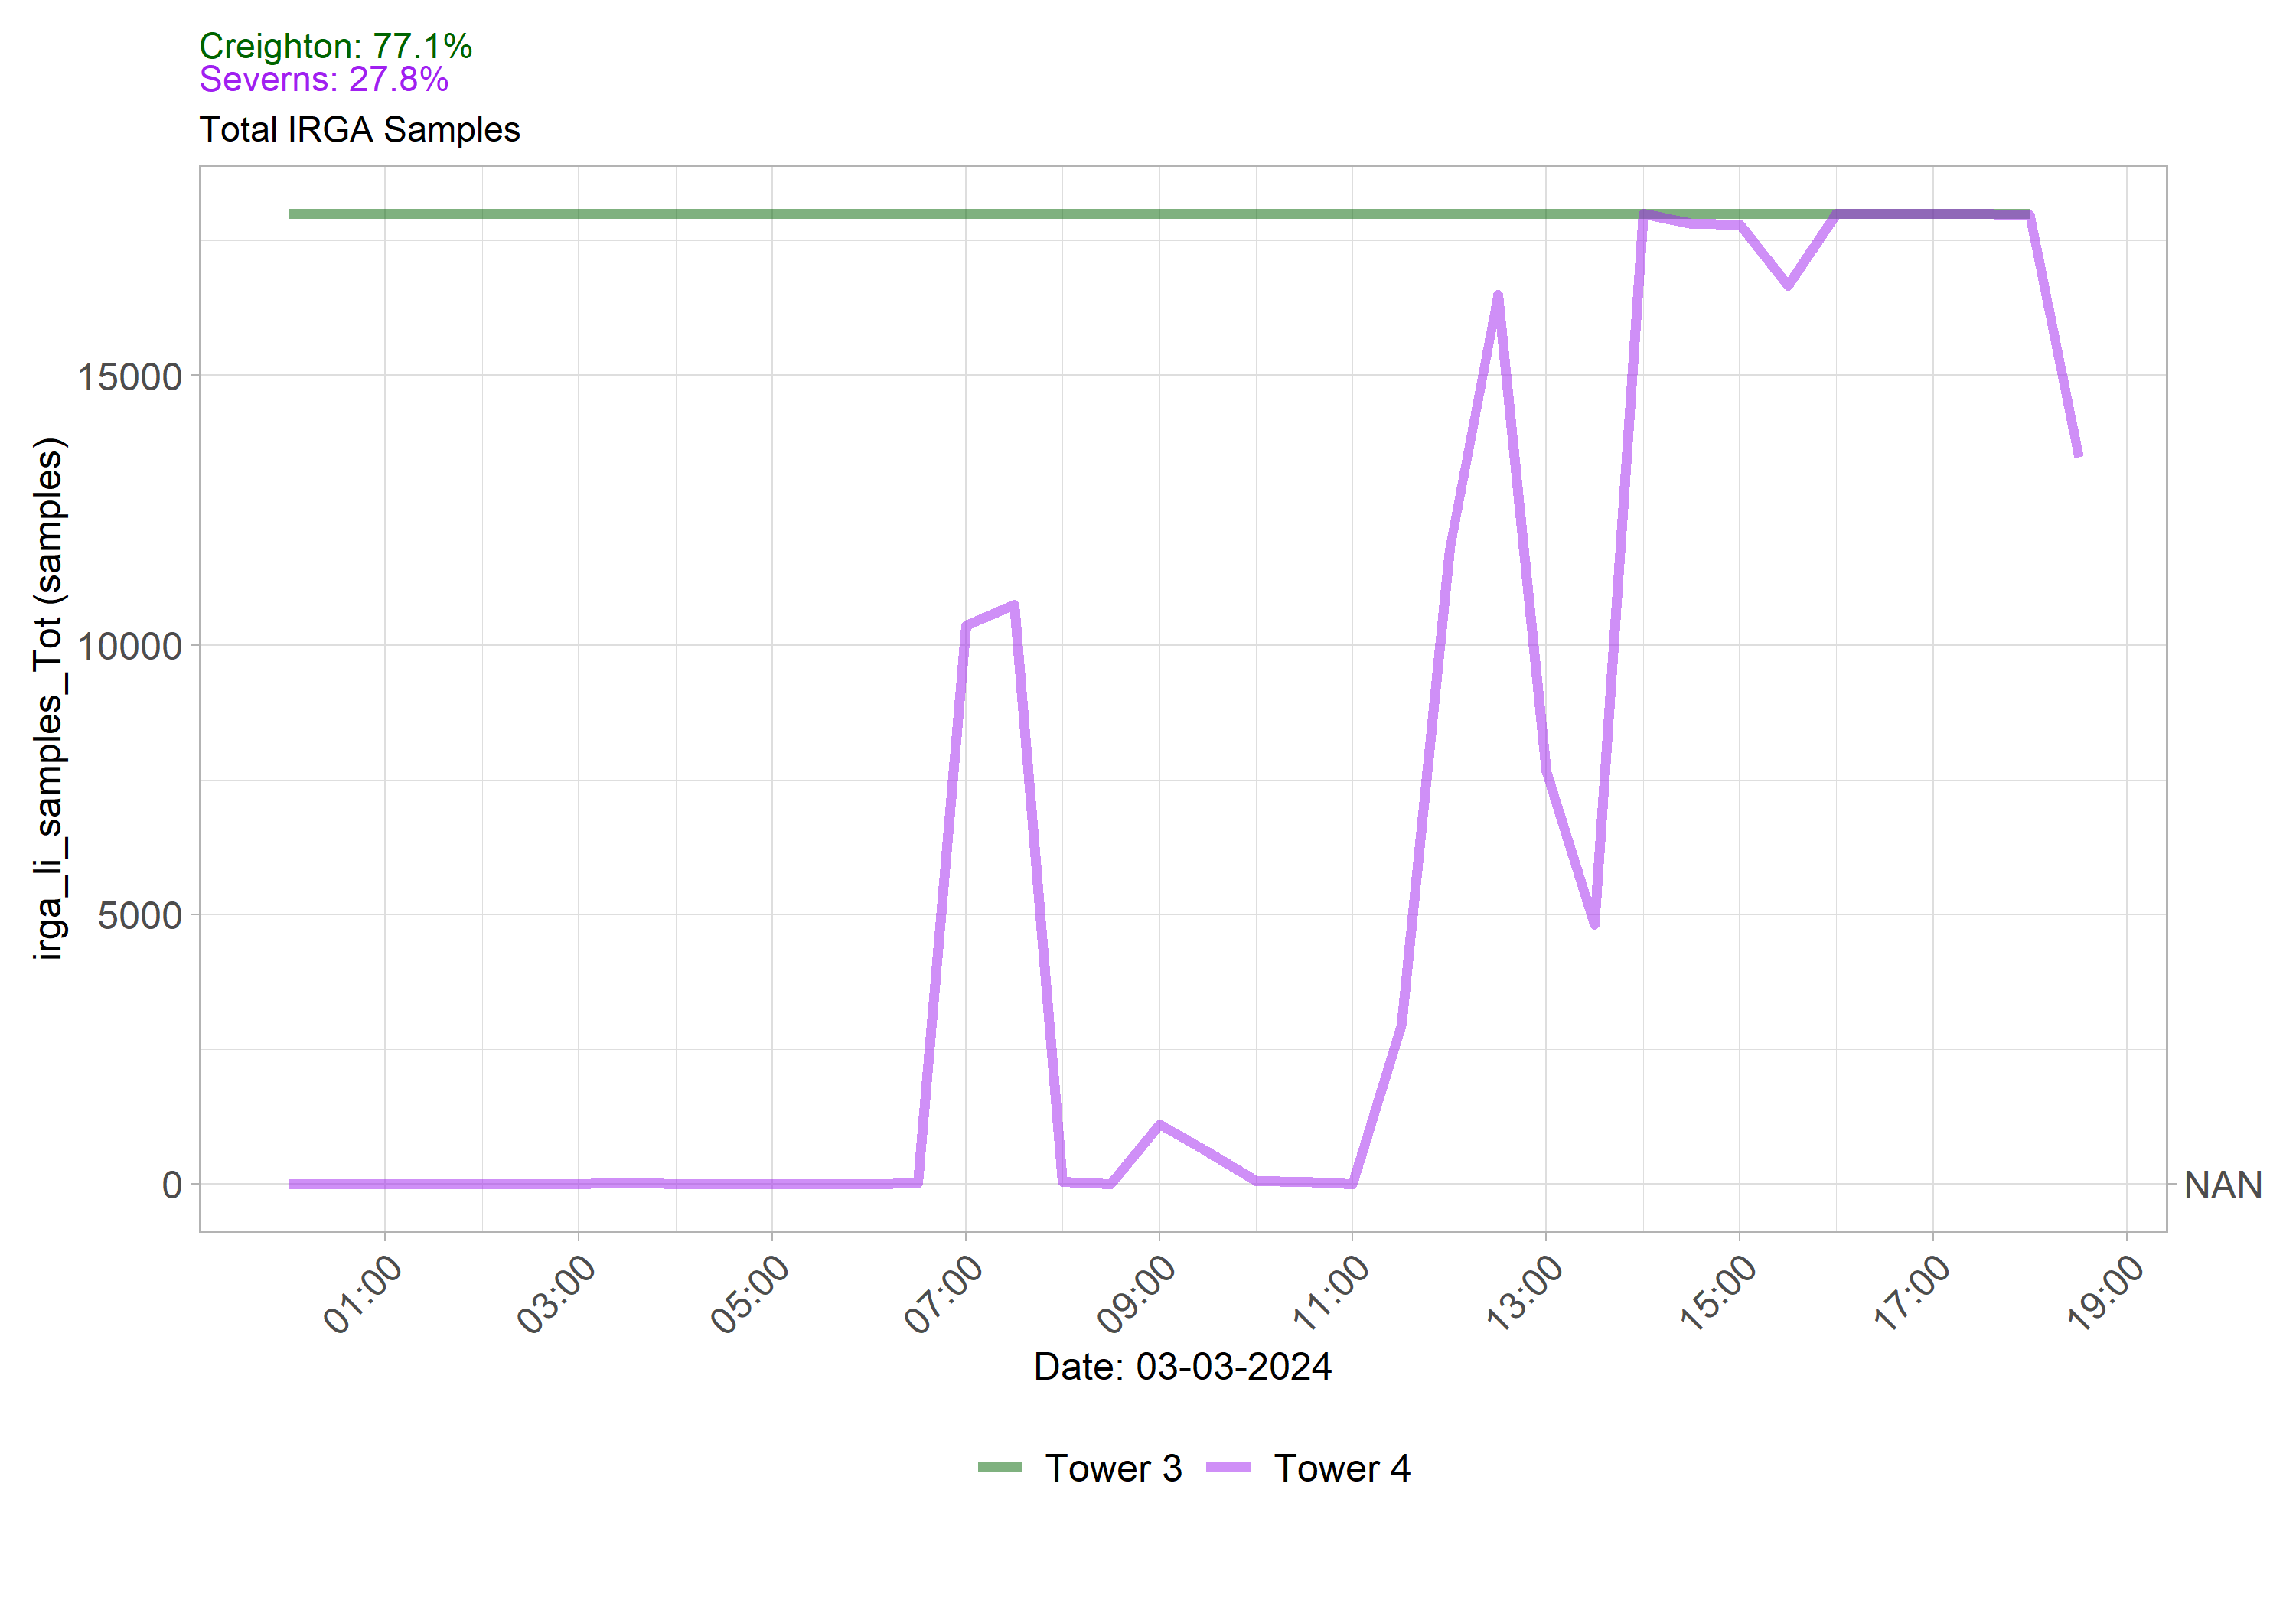 Creighton: 77.1%
Severns: 27.8%
Total IRGA Samples
irga_li_samples_Tot (samples)
15000
10000
5000
0
NAN
01:00
03:00
05:00
07:00
09:00
11:00
13:00
15:00
17:00
19:00
Date: 03-03-2024
Tower 3
Tower 4